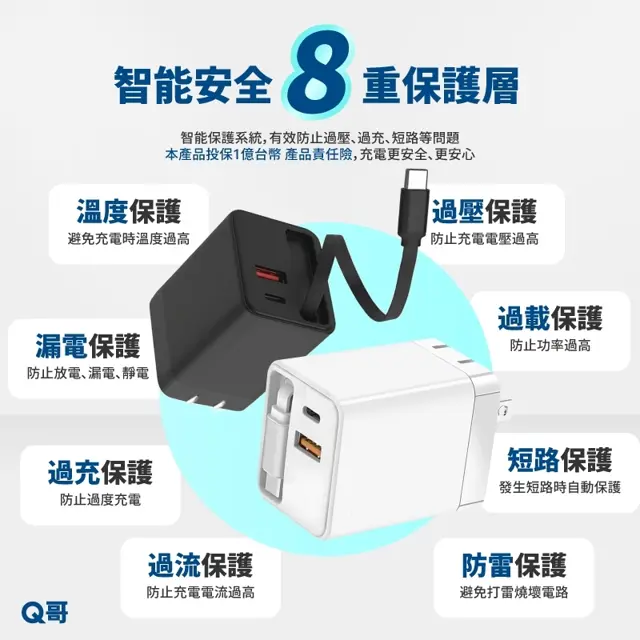 智能安全8重保護層
智能保護系統,有效防止過壓、過充、短路等問題
本產品投保1億台幣 產品責任險,充電更安全、更安心
溫度保護
避免充電時溫度過高
過壓保護
防止充電電壓過高
漏電保護
防止放電、漏電、靜電
過載保護
防止功率過高
過充保護
防止過度充電
短路保護
發生短路時自動保護
過流保護
防止充電電流過高
防雷保護
避免打雷燒壞電路
Q哥